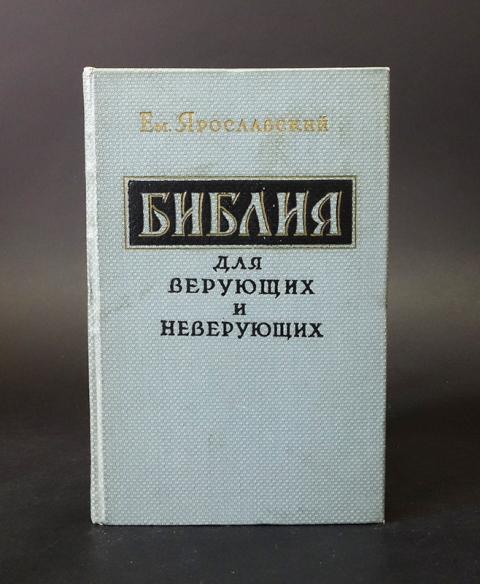 Ем. Ярославский
БИБЛИЯ
ДЛЯ
ВЕРУЮЩИХ
И
НЕВЕРУЮЩИХ